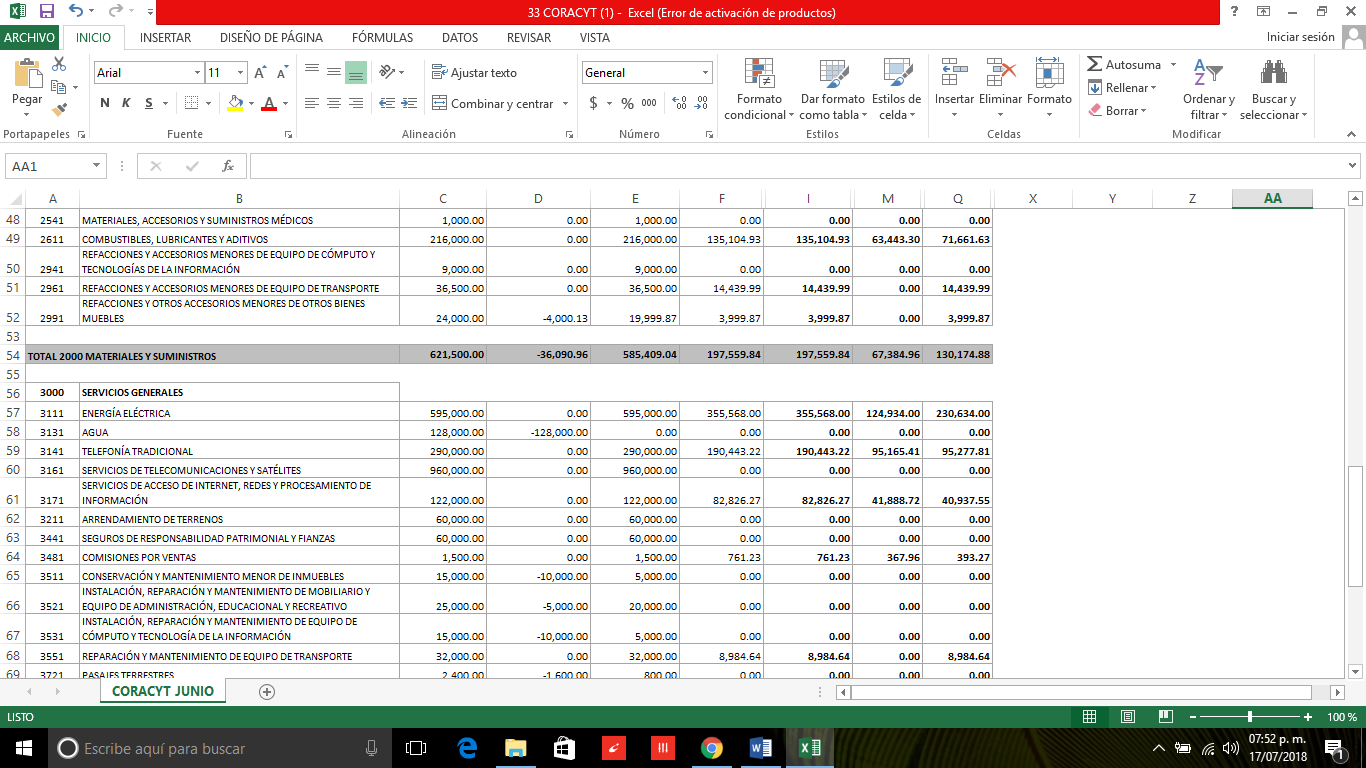 33 CORACYT (1) - Excel (Error de activación de productos)
ARCHIVO INICIO INSERTAR DISEÑO DE PÁGINA FÓRMULAS DATOS REVISAR VISTA Iniciar sesión
Arial 11 Ajustar texto General Autosuma
Pegar Formato Dar formato Estilos de Insertar Eliminar Formato Rellenar Ordenar y Buscar y
N K S Combinar y centrar $ % 000 condicional como tabla celda Borrar filtrar seleccionar
Portapapeles Fuente Alineación Número Estilos Celdas Modificar
AA1 fx
A B C D E F I M Q X Y Z AA
48 2541 MATERIALES, ACCESORIOS Y SUMINISTROS MÉDICOS 1,000.00 0.00 1,000.00 0.00 0.00 0.00 0.00
49 2611 COMBUSTIBLES, LUBRICANTES Y ADITIVOS 216,000.00 0.00 216,000.00 135,104.93 135,104.93 63,443.30 71,661.63
REFACCIONES Y ACCESORIOS MENORES DE EQUIPO DE CÓMPUTO Y
50 2941 TECNOLOGÍAS DE LA INFORMACIÓN 9,000.00 0.00 9,000.00 0.00 0.00 0.00 0.00
51 2961 REFACCIONES Y ACCESORIOS MENORES DE EQUIPO DE TRANSPORTE 36,500.00 0.00 36,500.00 14,439.99 14,439.99 0.00 14,439.99
REFACCIONES Y OTROS ACCESORIOS MENORES DE OTROS BIENES
52 2991 MUEBLES 24,000.00 -4,000.13 19,999.87 3,999.87 3,999.87 0.00 3,999.87
53
54 TOTAL 2000 MATERIALES Y SUMINISTROS 621,500.00 -36,090.96 585,409.04 197,559.84 197,559.84 67,384.96 130,174.88
55
56 3000 SERVICIOS GENERALES
57 3111 ENERGÍA ELÉCTRICA 595,000.00 0.00 595,000.00 355,568.00 355,568.00 124,934.00 230,634.00
58 3131 AGUA 128,000.00 -128,000.00 0.00 0.00 0.00 0.00 0.00
59 3141 TELEFONÍA TRADICIONAL 290,000.00 0.00 290,000.00 190,443.22 190,443.22 95,165.41 95,277.81
60 3161 SERVICIOS DE TELECOMUNICACIONES Y SATÉLITES 960,000.00 0.00 960,000.00 0.00 0.00 0.00 0.00
SERVICIOS DE ACCESO DE INTERNET, REDES Y PROCESAMIENTO DE
61 3171 INFORMACIÓN 122,000.00 0.00 122,000.00 82,826.27 82,826.27 41,888.72 40,937.55
62 3211 ARRENDAMIENTO DE TERRENOS 60,000.00 0.00 60,000.00 0.00 0.00 0.00 0.00
63 3441 SEGUROS DE RESPONSABILIDAD PATRIMONIAL Y FIANZAS 60,000.00 0.00 60,000.00 0.00 0.00 0.00 0.00
64 3481 COMISIONES POR VENTAS 1,500.00 0.00 1,500.00 761.23 761.23 367.96 393.27
65 3511 CONSERVACIÓN Y MANTENIMIENTO MENOR DE INMUEBLES 15,000.00 -10,000.00 5,000.00 0.00 0.00 0.00 0.00
INSTALACIÓN, REPARACIÓN Y MANTENIMIENTO DE MOBILIARIO Y
66 3521 EQUIPO DE ADMINISTRACIÓN, EDUCACIONAL Y RECREATIVO 25,000.00 -5,000.00 20,000.00 0.00 0.00 0.00 0.00
INSTALACIÓN, REPARACIÓN Y MANTENIMIENTO DE EQUIPO DE
67 3531 CÓMPUTO Y TECNOLOGÍA DE LA INFORMACIÓN 15,000.00 -10,000.00 5,000.00 0.00 0.00 0.00 0.00
68 3551 REPARACIÓN Y MANTENIMIENTO DE EQUIPO DE TRANSPORTE 32,000.00 0.00 32,000.00 8,984.64 8,984.64 0.00 8,984.64
69 3721 PASAJES TERRESTRES 2,400.00 -1,600.00 800.00 0.00 0.00 0.00 0.00
CORACYT JUNIO
LISTO 100 %
Escribe aquí para buscar 07:52 p. m.
17/07/2018 1